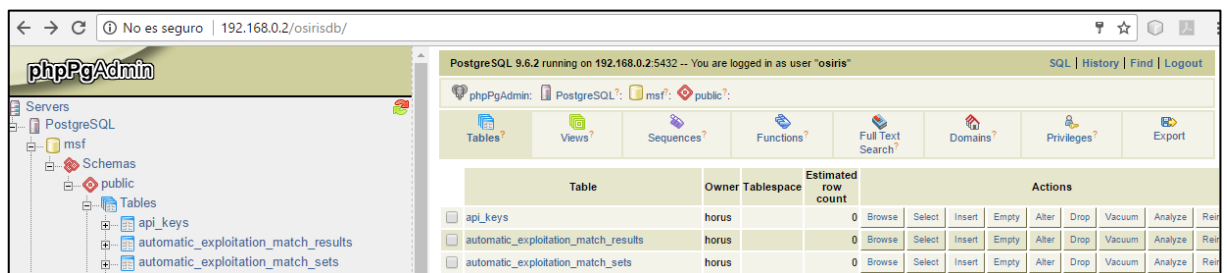 No es seguro | 192.168.0.2/osirisdb/
phpPgAdmin
Servers
PostgreSQL
msf
Schemas
public
Tables
api_keys
automatic_exploitation_match_results
automatic_exploitation_match_sets
PostgreSQL 9.6.2 running on 192.168.0.2:5432 -- You are logged in as user "osiris"
SQL | History | Find | Logout
phpPgAdmin: PostgreSQL?: msf?: public?:
Tables? Views? Sequences? Functions? Full Text Search? Domains? Privileges? Export
Table Owner Tablespace Estimated row count Actions
api_keys horus 0 Browse Select Insert Empty Alter Drop Vacuum Analyze Rein
automatic_exploitation_match_results horus 0 Browse Select Insert Empty Alter Drop Vacuum Analyze Rein
automatic_exploitation_match_sets horus 0 Browse Select Insert Empty Alter Drop Vacuum Analyze Rein